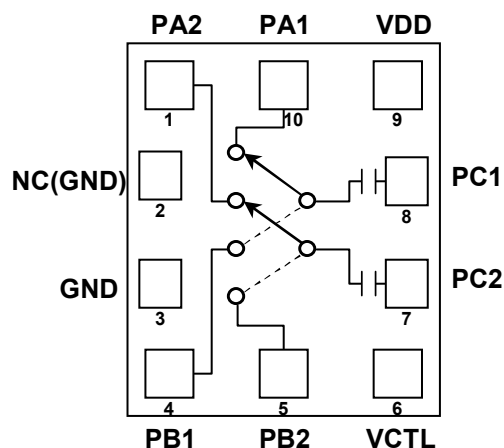 PA2 PA1 VDD
1 10 9
NC(GND) 2 8 PC1
GND 3 7 PC2
4 5 6
PB1 PB2 VCTL